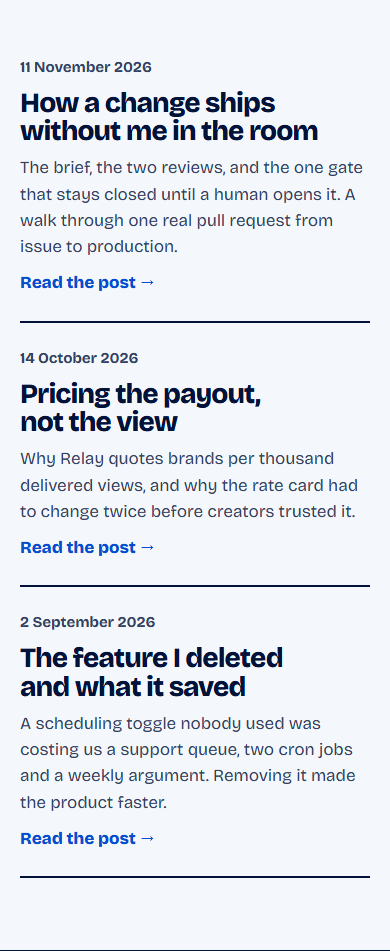 11 November 2026
How a change ships
without me in the room
The brief, the two reviews, and the one gate
that stays closed until a human opens it. A
walk through one real pull request from
issue to production.
Read the post →
14 October 2026
Pricing the payout,
not the view
Why Relay quotes brands per thousand
delivered views, and why the rate card had
to change twice before creators trusted it.
Read the post →
2 September 2026
The feature I deleted
and what it saved
A scheduling toggle nobody used was
costing us a support queue, two cron jobs
and a weekly argument. Removing it made
the product faster.
Read the post →